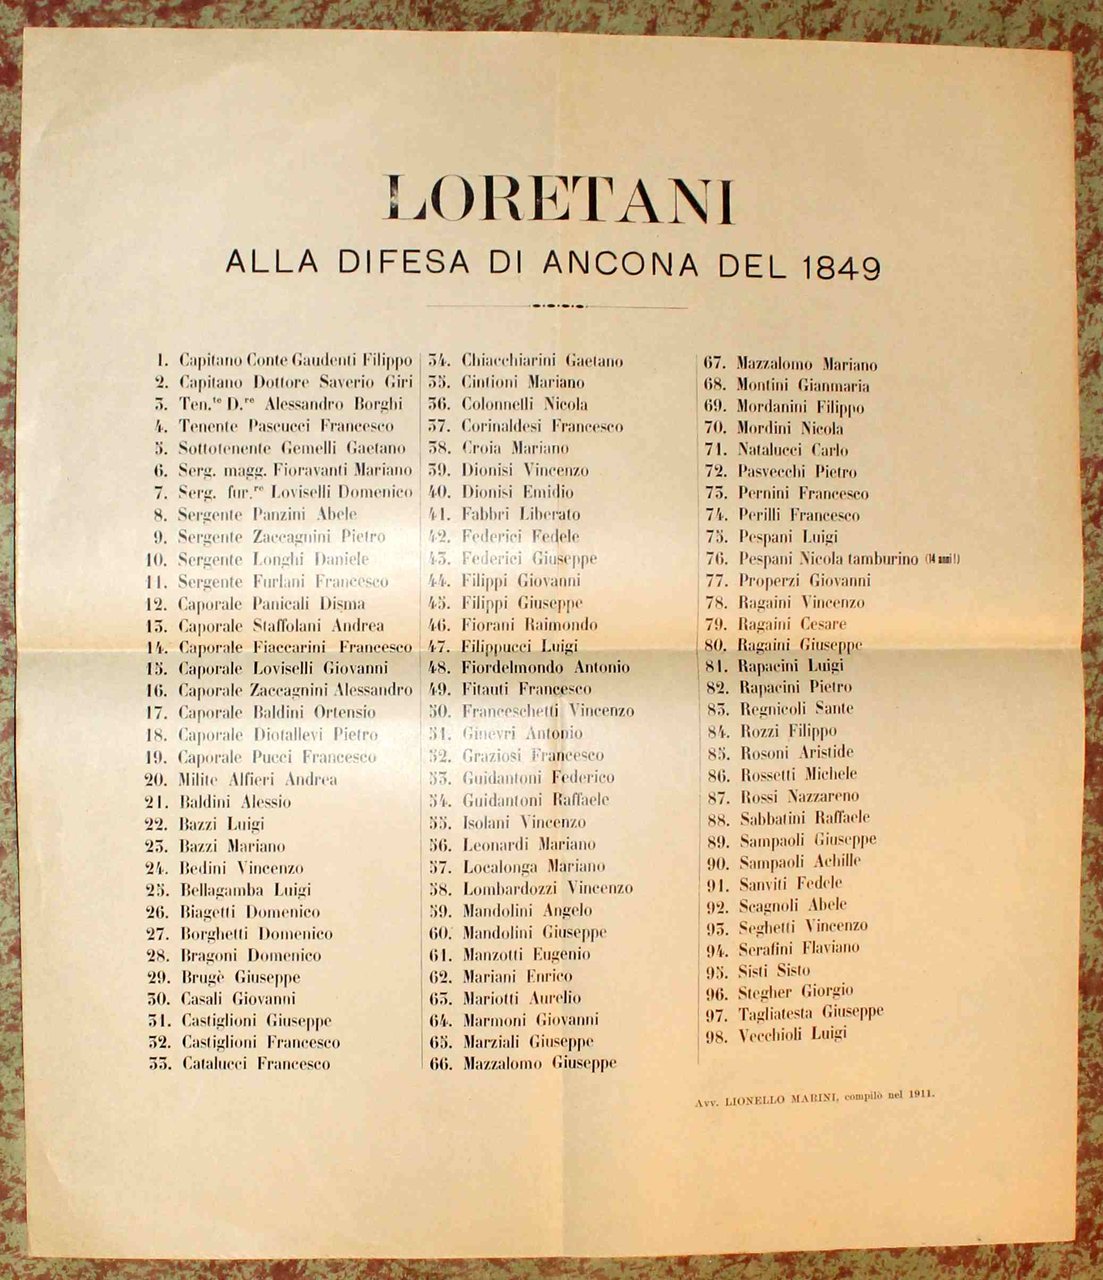 LORETANI
ALLA DIFESA DI ANCONA DEL 1849
1. Capitano Conte Gaudenti Filippo
2. Capitano Dottore Saverio Giri
3. Ten.te D.re Alessandro Borghi
4. Tenente Pascucci Francesco
5. Sottotenente Gemelli Gaetano
6. Serg. magg. Fioravanti Mariano
7. Serg. fur.re Loviselli Domenico
8. Sergente Panzini Abele
9. Sergente Zaccagnini Pietro
10. Sergente Longhi Daniele
11. Sergente Furlani Francesco
12. Caporale Panicali Disma
13. Caporale Staffolani Andrea
14. Caporale Fiaccarini Francesco
15. Caporale Loviselli Giovanni
16. Caporale Zaccagnini Alessandro
17. Caporale Baldini Ortensio
18. Caporale Diotallevi Pietro
19. Caporale Pucci Francesco
20. Milite Alfieri Andrea
21. Baldini Alessio
22. Bazzi Luigi
23. Bazzi Mariano
24. Bedini Vincenzo
25. Bellagamba Luigi
26. Biagetti Domenico
27. Borghetti Domenico
28. Bragoni Domenico
29. Brugè Giuseppe
30. Casali Giovanni
31. Castiglioni Giuseppe
32. Castiglioni Francesco
33. Catalucci Francesco
34. Chiacchiarini Gaetano
35. Cintioni Mariano
36. Colonnelli Nicola
37. Corinaldesi Francesco
38. Croia Mariano
39. Dionisi Vincenzo
40. Dionisi Emidio
41. Fabbri Liberato
42. Federici Fedele
43. Federici Giuseppe
44. Filippi Giovanni
45. Filippi Giuseppe
46. Fiorani Raimondo
47. Filippucci Luigi
48. Fiordelmondo Antonio
49. Fitauti Francesco
50. Franceschetti Vincenzo
51. Ginevri Antonio
52. Graziosi Francesco
53. Guidantoni Federico
54. Guidantoni Raffaele
55. Isolani Vincenzo
56. Leonardi Mariano
57. Localonga Mariano
58. Lombardozzi Vincenzo
59. Mandolini Angelo
60. Mandolini Giuseppe
61. Manzotti Eugenio
62. Mariani Enrico
63. Mariotti Aurelio
64. Marmoni Giovanni
65. Marziali Giuseppe
66. Mazzalomo Giuseppe
67. Mazzalomo Mariano
68. Montini Gianmaria
69. Mordanini Filippo
70. Mordini Nicola
71. Natalucci Carlo
72. Pasvecchi Pietro
73. Pernini Francesco
74. Perilli Francesco
75. Pespani Luigi
76. Pespani Nicola tamburino (14 anni!)
77. Properzi Giovanni
78. Ragaini Vincenzo
79. Ragaini Cesare
80. Ragaini Giuseppe
81. Rapacini Luigi
82. Rapacini Pietro
83. Regnicoli Sante
84. Rozzi Filippo
85. Rosoni Aristide
86. Rossetti Michele
87. Rossi Nazzareno
88. Sabbatini Raffaele
89. Sampaoli Giuseppe
90. Sampaoli Achille
91. Sanviti Fedele
92. Scagnoli Abele
93. Seghetti Vincenzo
94. Serafini Flaviano
95. Sisti Sisto
96. Stegher Giorgio
97. Tagliatesta Giuseppe
98. Vecchioli Luigi
Avv. LIONELLO MARINI, compilò nel 1911.